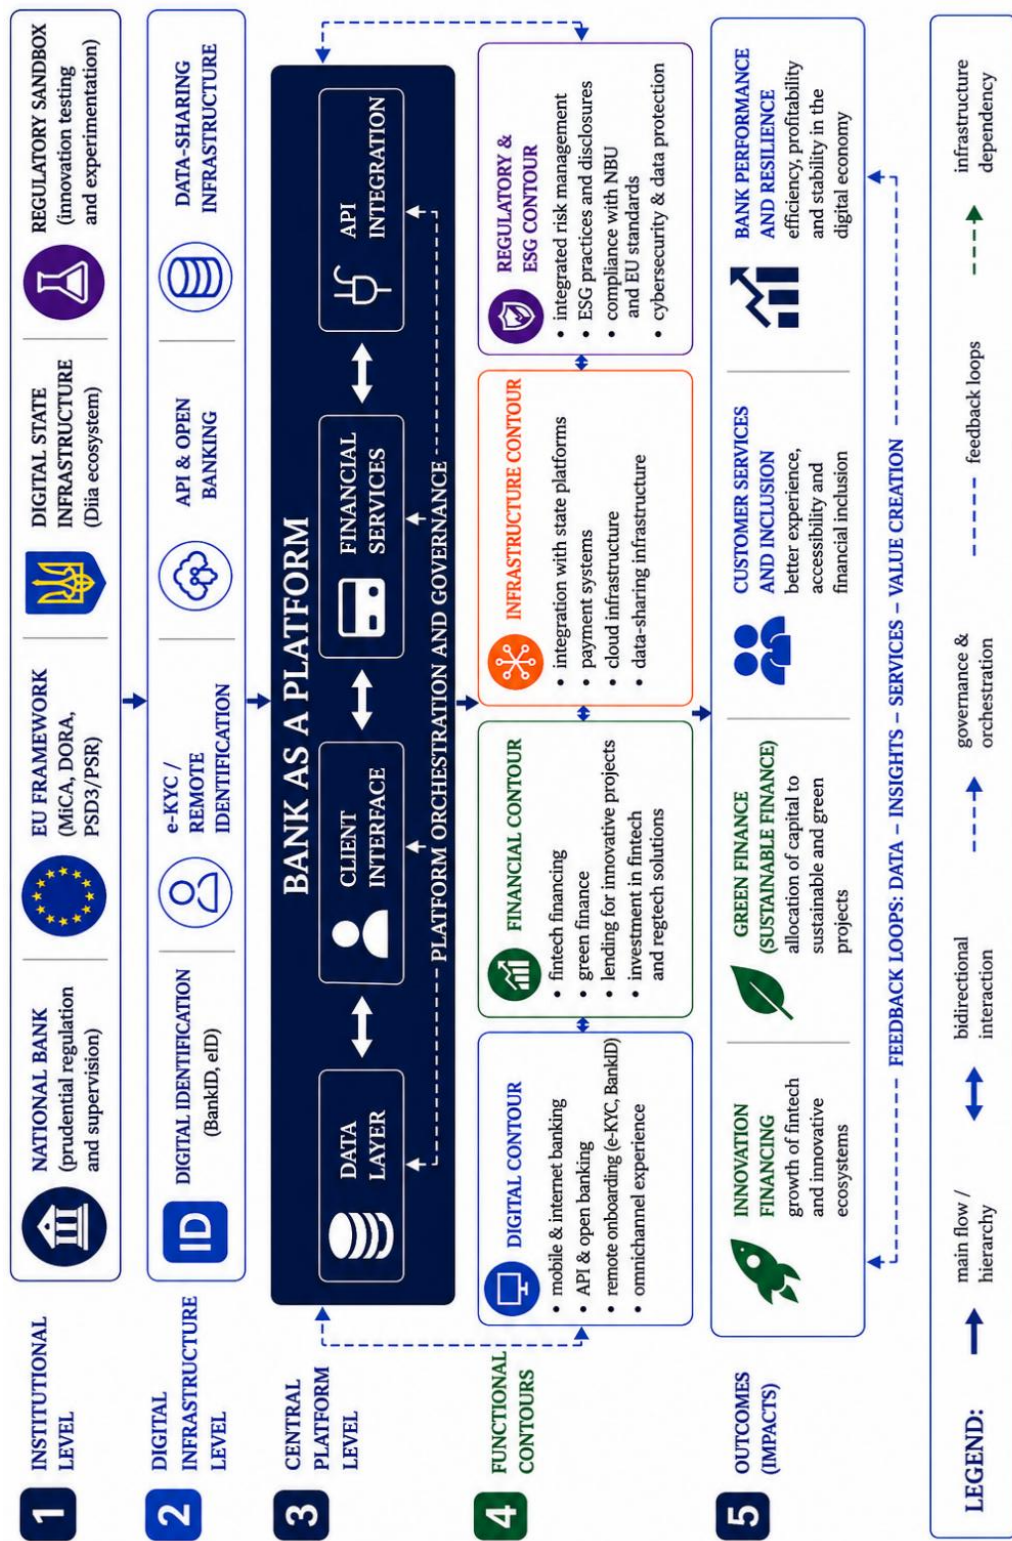 1
INSTITUTIONAL
LEVEL
NATIONAL BANK
(prudential regulation
and supervision)
EU FRAMEWORK
(MiCA, DORA,
PSD3/PSR)
DIGITAL STATE
INFRASTRUCTURE
(Diia ecosystem)
REGULATORY SANDBOX
(innovation testing
and experimentation)
2
DIGITAL
INFRASTRUCTURE
LEVEL
ID
DIGITAL IDENTIFICATION
(BankID, eID)
e-KYC /
REMOTE
IDENTIFICATION
API & OPEN
BANKING
DATA-SHARING
INFRASTRUCTURE
3
CENTRAL
PLATFORM
LEVEL
BANK AS A PLATFORM
DATA
LAYER
CLIENT
INTERFACE
FINANCIAL
SERVICES
API
INTEGRATION
PLATFORM ORCHESTRATION AND GOVERNANCE
4
FUNCTIONAL
CONTOURS
DIGITAL CONTOUR
• mobile & internet banking
• API & open banking
• remote onboarding (e-KYC, BankID)
• omnichannel experience
FINANCIAL CONTOUR
• fintech financing
• green finance
• lending for innovative projects
• investment in fintech
and regtech solutions
INFRASTRUCTURE CONTOUR
• integration with state platforms
• payment systems
• cloud infrastructure
• data-sharing infrastructure
REGULATORY &
ESG CONTOUR
• integrated risk management
• ESG practices and disclosures
• compliance with NBU
and EU standards
• cybersecurity & data protection
5
OUTCOMES
(IMPACTS)
INNOVATION
FINANCING
growth of fintech
and innovative
ecosystems
GREEN FINANCE
(SUSTAINABLE FINANCE)
allocation of capital to
sustainable and green
projects
CUSTOMER SERVICES
AND INCLUSION
better experience,
accessibility and
financial inclusion
BANK PERFORMANCE
AND RESILIENCE
efficiency, profitability
and stability in the
digital economy
FEEDBACK LOOPS: DATA – INSIGHTS – SERVICES – VALUE CREATION
LEGEND:
main flow /
hierarchy
bidirectional
interaction
governance &
orchestration
feedback loops
infrastructure
dependency